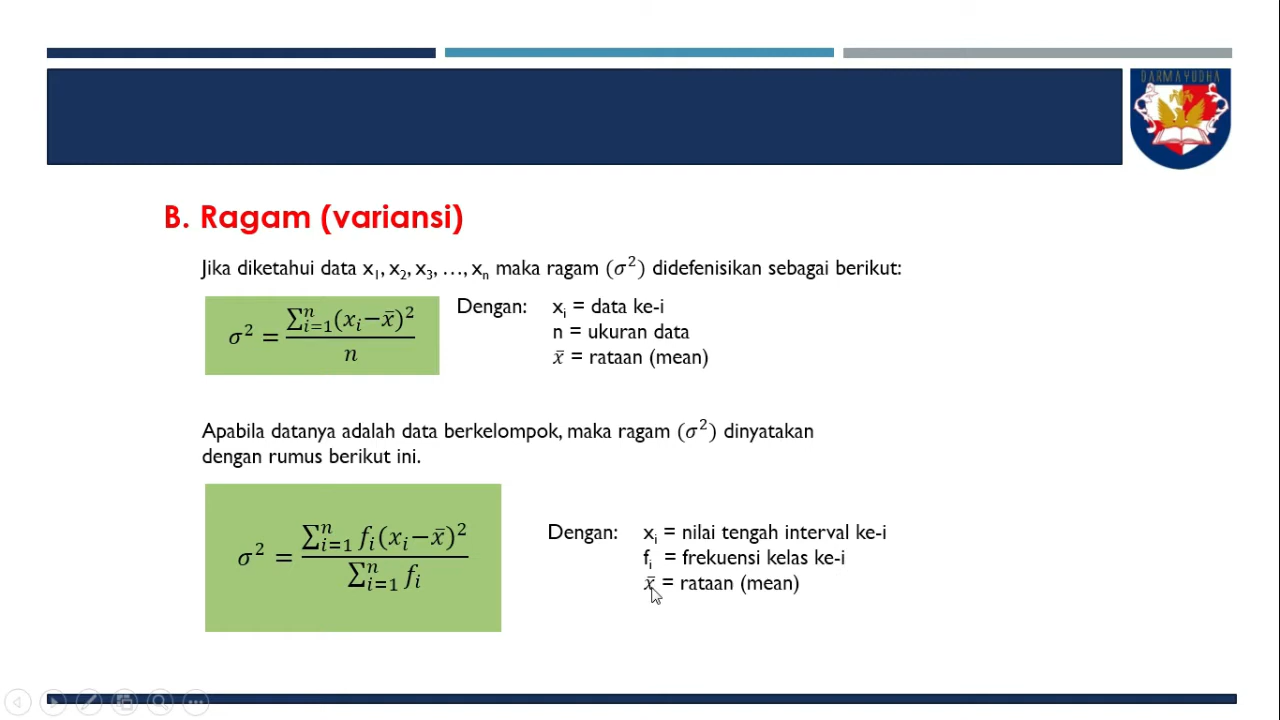 DARMAYUDHA
B. Ragam (variansi)
Jika diketahui data x₁, x₂, x₃, …, xₙ maka ragam (𝜎²) didefenisikan sebagai berikut:
𝜎² = ∑ⁿᵢ₌₁(xᵢ−x̄)² / n
Dengan: xᵢ = data ke-i
n = ukuran data
x̄ = rataan (mean)
Apabila datanya adalah data berkelompok, maka ragam (𝜎²) dinyatakan
dengan rumus berikut ini.
𝜎² = ∑ⁿᵢ₌₁ fᵢ(xᵢ−x̄)² / ∑ⁿᵢ₌₁ fᵢ
Dengan: xᵢ = nilai tengah interval ke-i
fᵢ = frekuensi kelas ke-i
x̄ = rataan (mean)